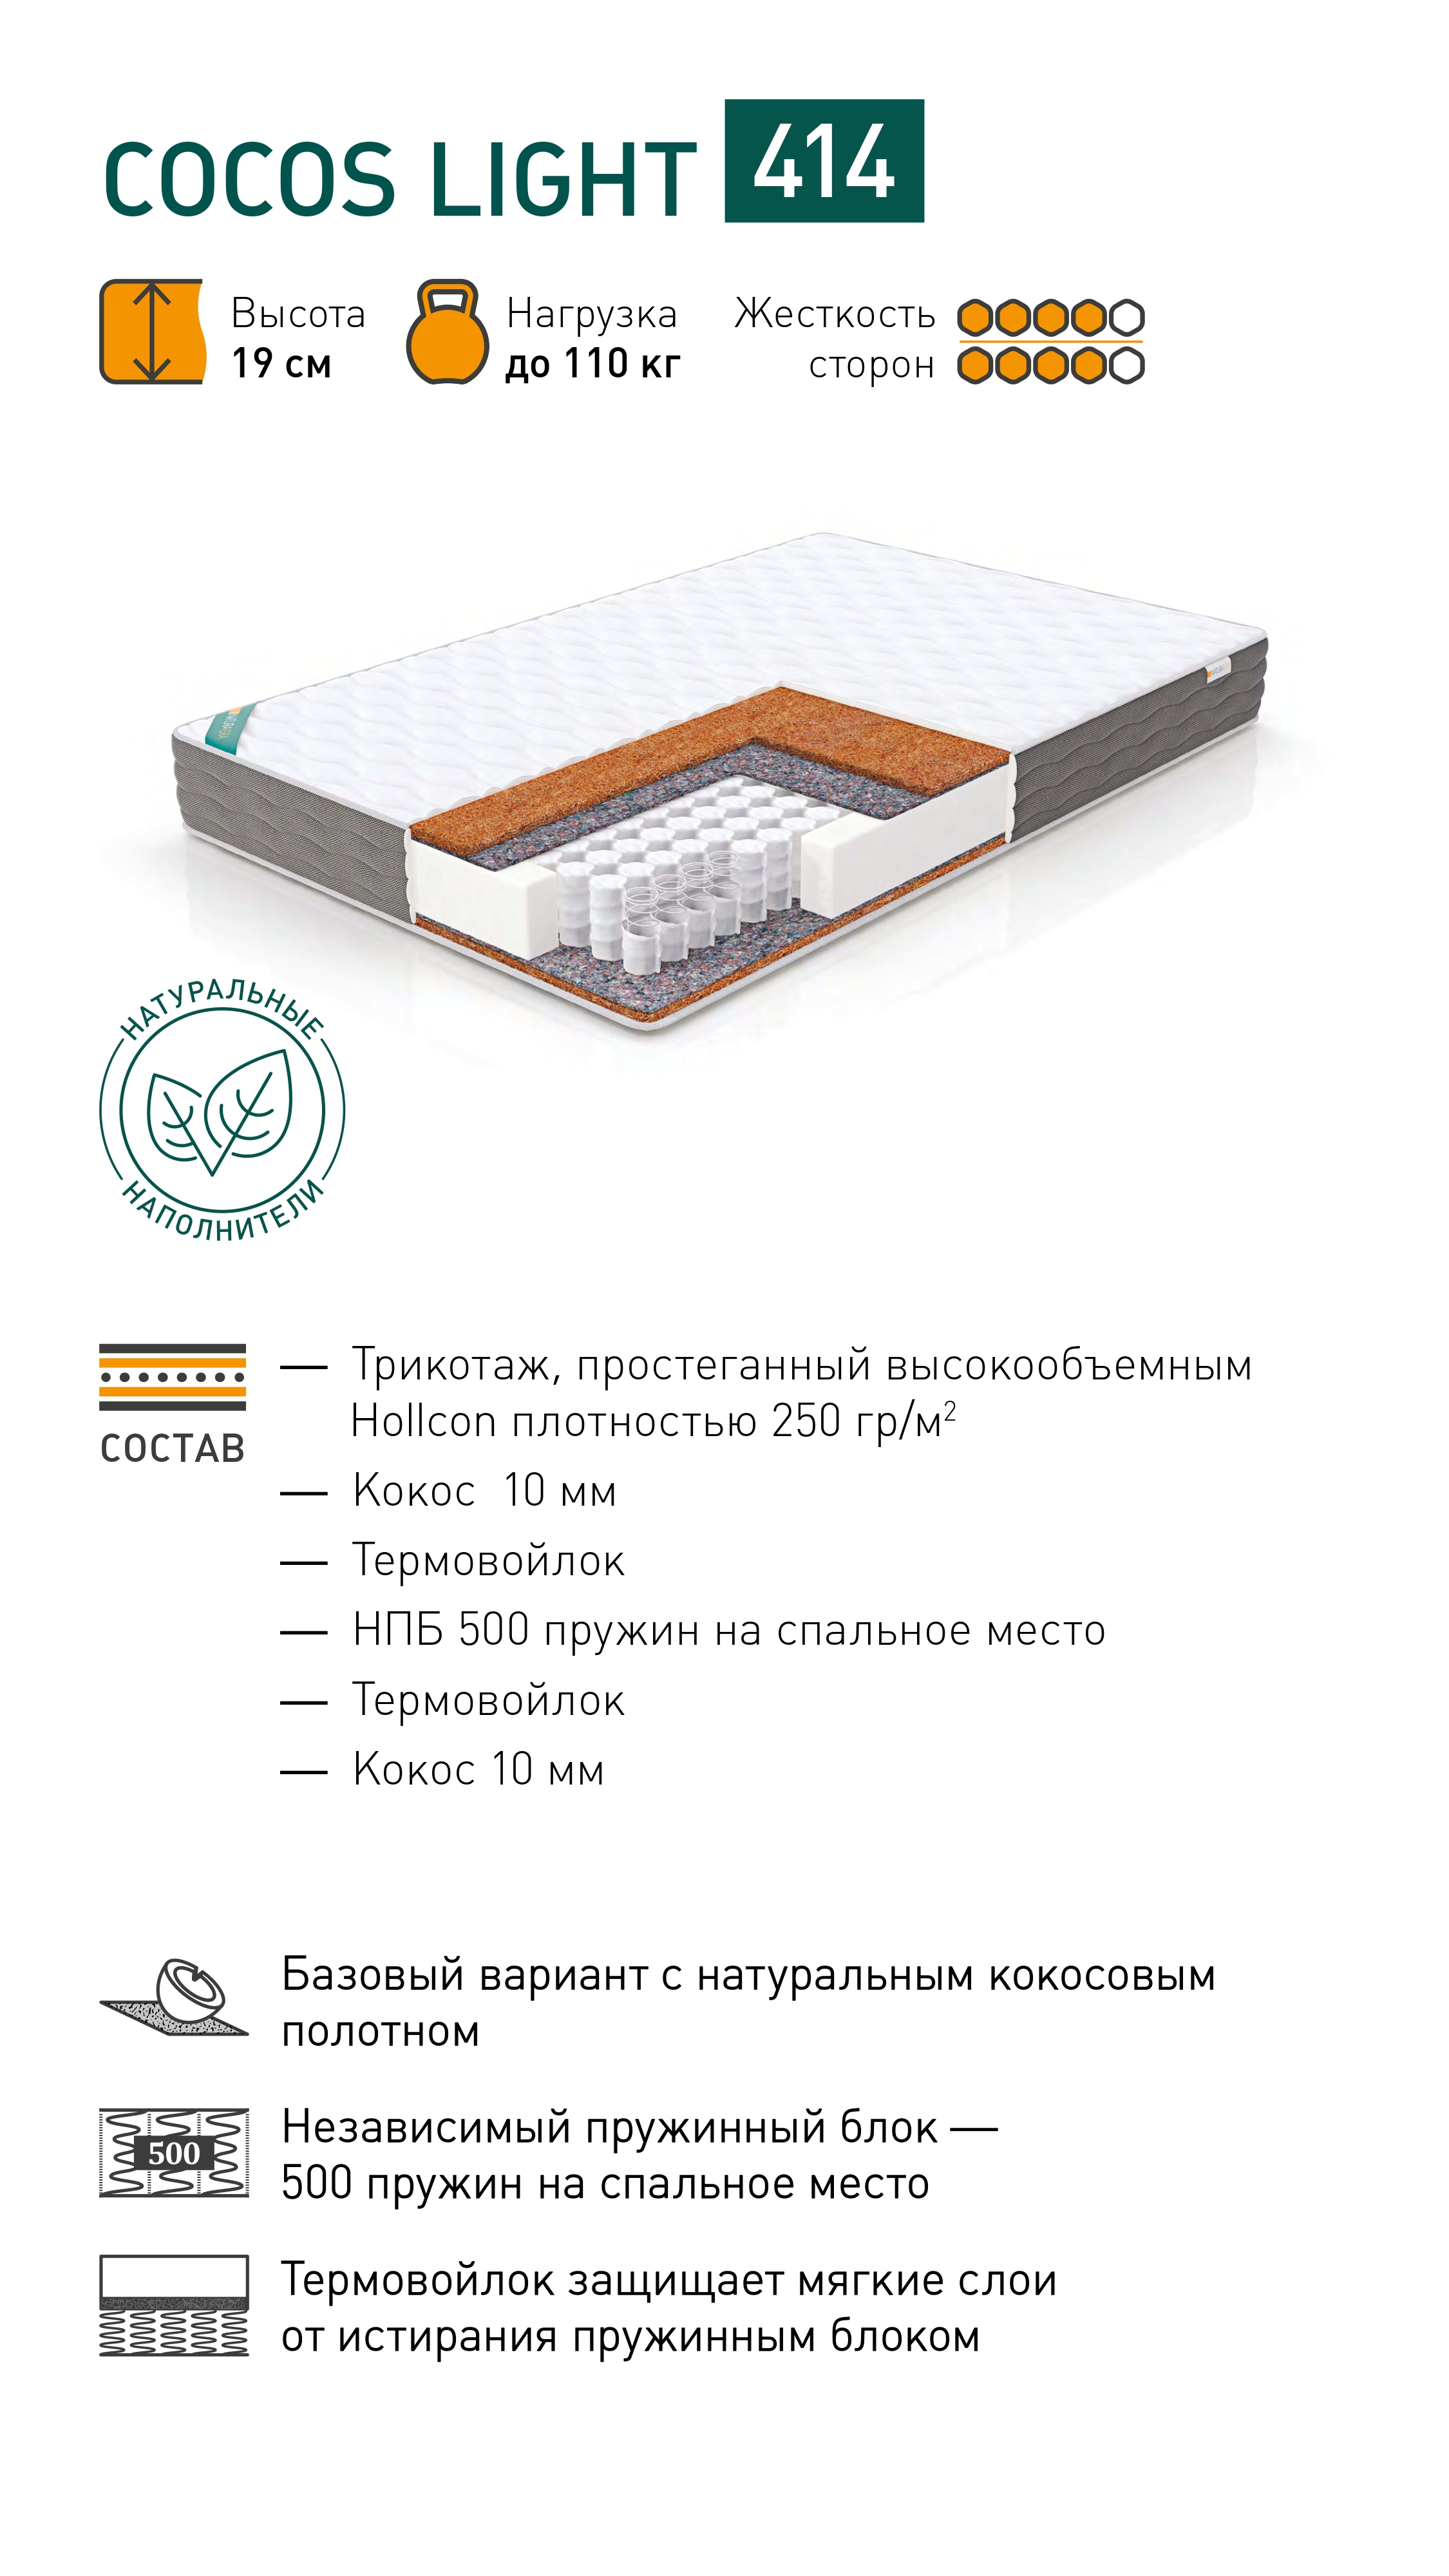 COCOS LIGHT 414
Высота
19 см
Нагрузка
до 110 кг
Жесткость
сторон
НАТУРАЛЬНЫЕ
НАПОЛНИТЕЛИ
СОСТАВ
— Трикотаж, простеганный высокообъемным
Hollcon плотностью 250 гр/м²
— Кокос 10 мм
— Термовойлок
— НПБ 500 пружин на спальное место
— Термовойлок
— Кокос 10 мм
Базовый вариант с натуральным кокосовым
полотном
500
Независимый пружинный блок —
500 пружин на спальное место
Термовойлок защищает мягкие слои
от истирания пружинным блоком